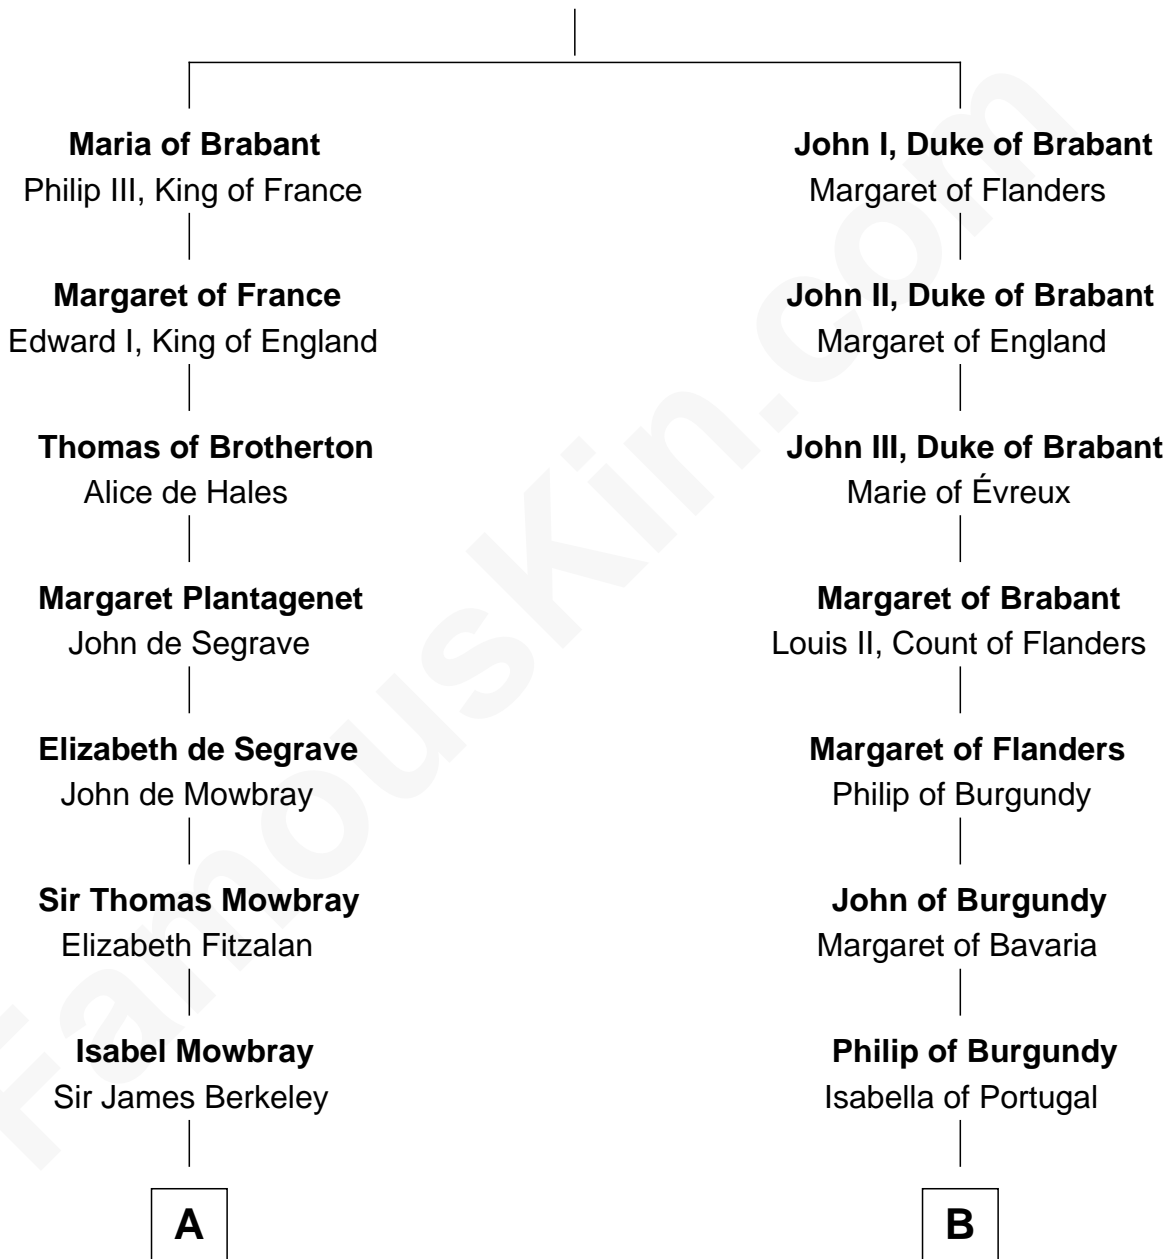 Maria of Brabant
Philip III, King of France
Margaret of France
Edward I, King of England
Thomas of Brotherton
Alice de Hales
Margaret Plantagenet
John de Segrave
Elizabeth de Segrave
John de Mowbray
Sir Thomas Mowbray
Elizabeth Fitzalan
Isabel Mowbray
Sir James Berkeley
A
John I, Duke of Brabant
Margaret of Flanders
John II, Duke of Brabant
Margaret of England
John III, Duke of Brabant
Marie of Évreux
Margaret of Brabant
Louis II, Count of Flanders
Margaret of Flanders
Philip of Burgundy
John of Burgundy
Margaret of Bavaria
Philip of Burgundy
Isabella of Portugal
B
FamousKin.com